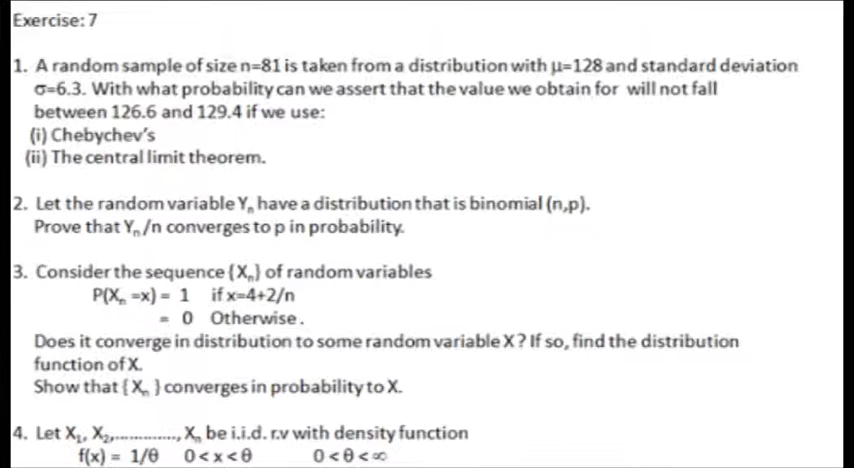 Exercise: 7
1. A random sample of size n=81 is taken from a distribution with μ=128 and standard deviation
σ=6.3. With what probability can we assert that the value we obtain for will not fall
between 126.6 and 129.4 if we use:
(i) Chebychev's
(ii) The central limit theorem.
2. Let the random variable Yₙ have a distribution that is binomial (n,p).
Prove that Yₙ/n converges to p in probability.
3. Consider the sequence {Xₙ} of random variables
P(Xₙ =x) = 1 if x=4+2/n
= 0 Otherwise.
Does it converge in distribution to some random variable X? If so, find the distribution
function of X.
Show that { Xₙ } converges in probability to X.
4. Let X₁, X₂,.............., Xₙ be i.i.d. r.v with density function
f(x) = 1/θ 0<x<θ 0<θ<∞